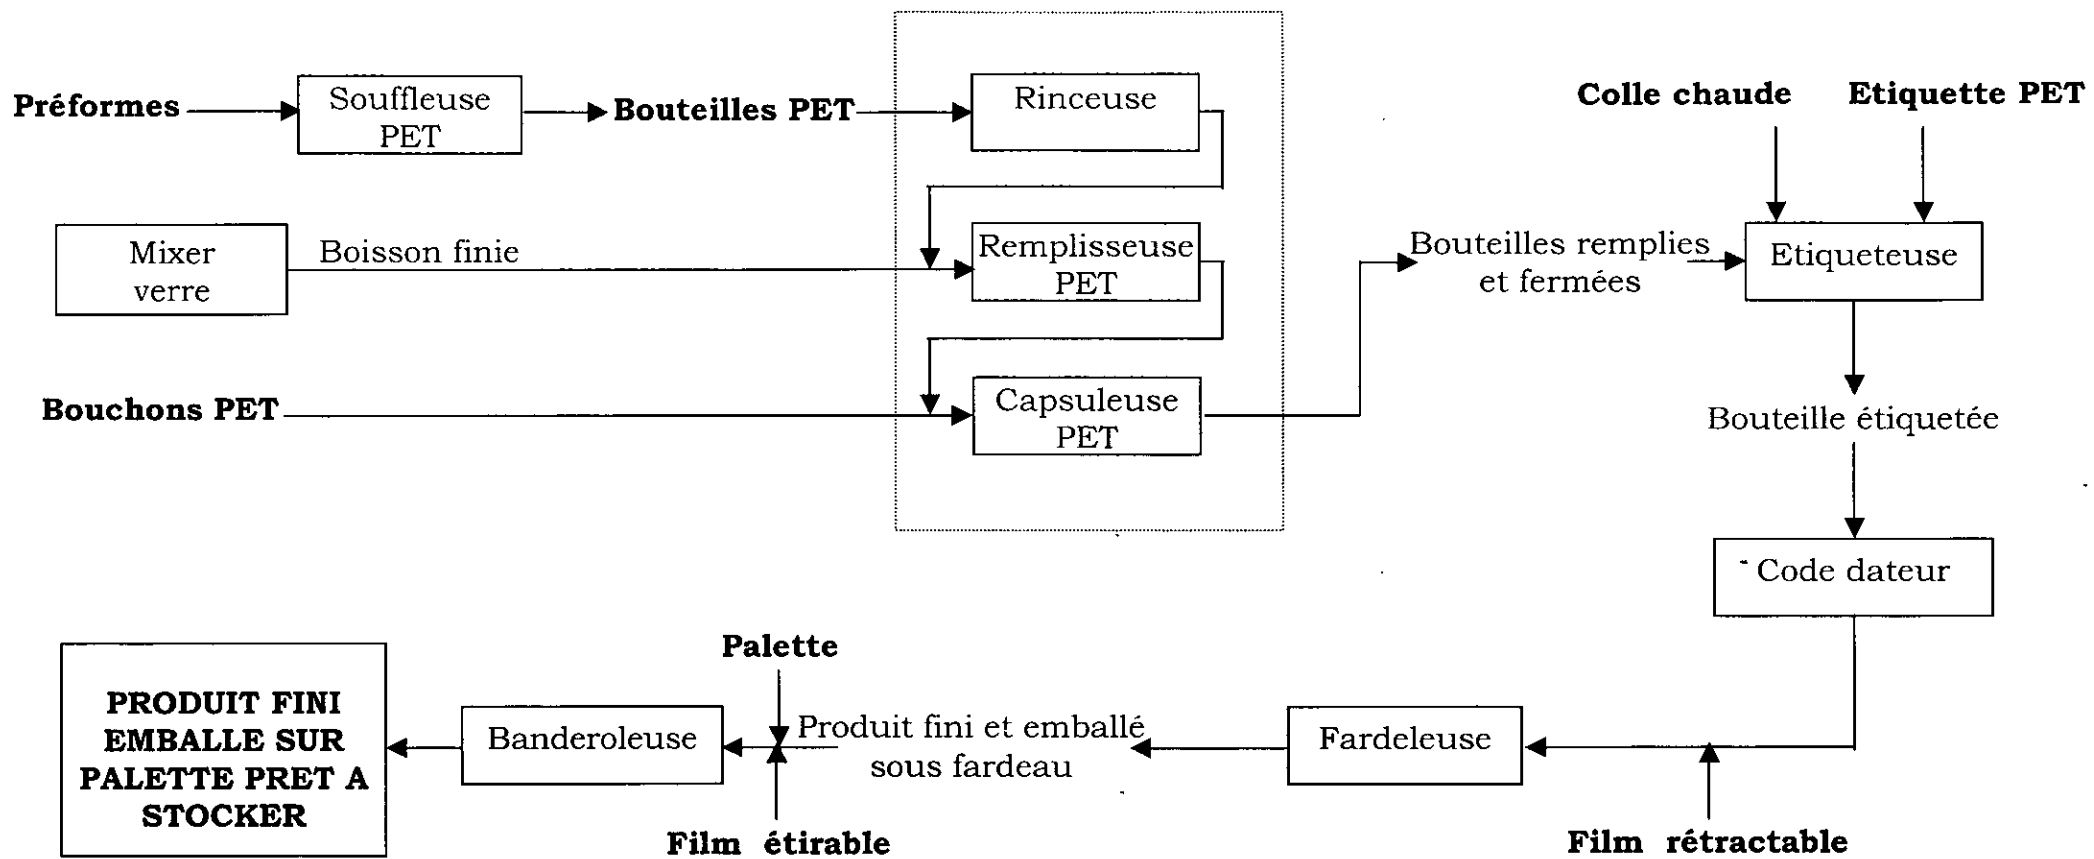 Préformes
Souffleuse
PET
Bouteilles PET
Rinceuse
Colle chaude
Etiquette PET
Mixer
verre
Boisson finie
Remplisseuse
PET
Bouteilles remplies
et fermées
Etiqueteuse
Bouchons PET
Capsuleuse
PET
Bouteille étiquetée
Code dateur
Fardeleuse
Film rétractable
Produit fini et emballé
sous fardeau
Palette
Film étirable
Banderoleuse
PRODUIT FINI
EMBALLE SUR
PALETTE PRET A
STOCKER